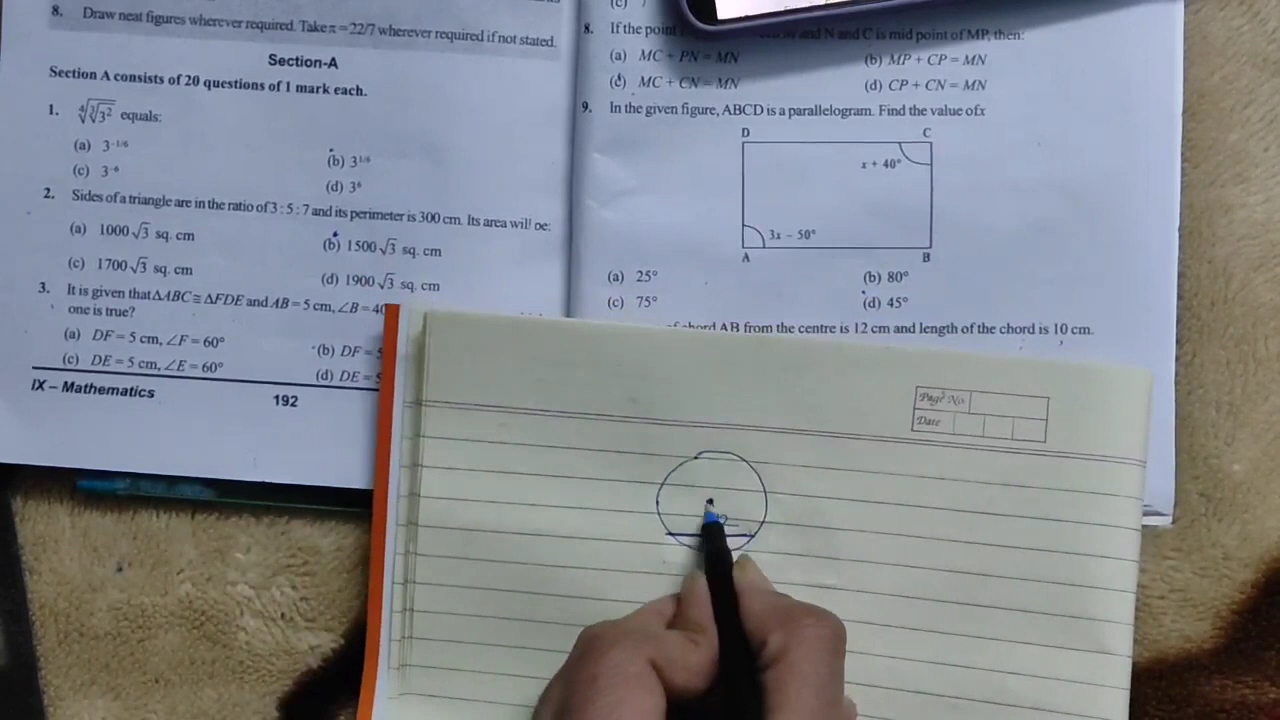 8. Draw neat figures wherever required. Take π = 22/7 wherever required if not stated.
Section-A
Section A consists of 20 questions of 1 mark each.
1. ∜∛3² equals:
(a) 3⁻¹ᐟ⁶
(b) 3¹ᐟ⁶
(c) 3⁻⁶
(d) 3⁶
2. Sides of a triangle are in the ratio of 3 : 5 : 7 and its perimeter is 300 cm. Its area will be:
(a) 1000√3 sq. cm
(b) 1500√3 sq. cm
(c) 1700√3 sq. cm
(d) 1900√3 sq. cm
3. It is given that ΔABC ≅ ΔFDE and AB = 5 cm, ∠B = 40
one is true?
(a) DF = 5 cm, ∠F = 60°
(b) DF = 5
(c) DE = 5 cm, ∠E = 60°
(d) DE = 5
IX – Mathematics
192
(c)
8. If the point and N and C is mid point of MP, then:
(a) MC + PN = MN
(b) MP + CP = MN
(c) MC + CN = MN
(d) CP + CN = MN
9. In the given figure, ABCD is a parallelogram. Find the value of x
D C
x + 40°
3x – 50°
A B
(a) 25°
(b) 80°
(c) 75°
(d) 45°
of chord AB from the centre is 12 cm and length of the chord is 10 cm.
Page No.
Date